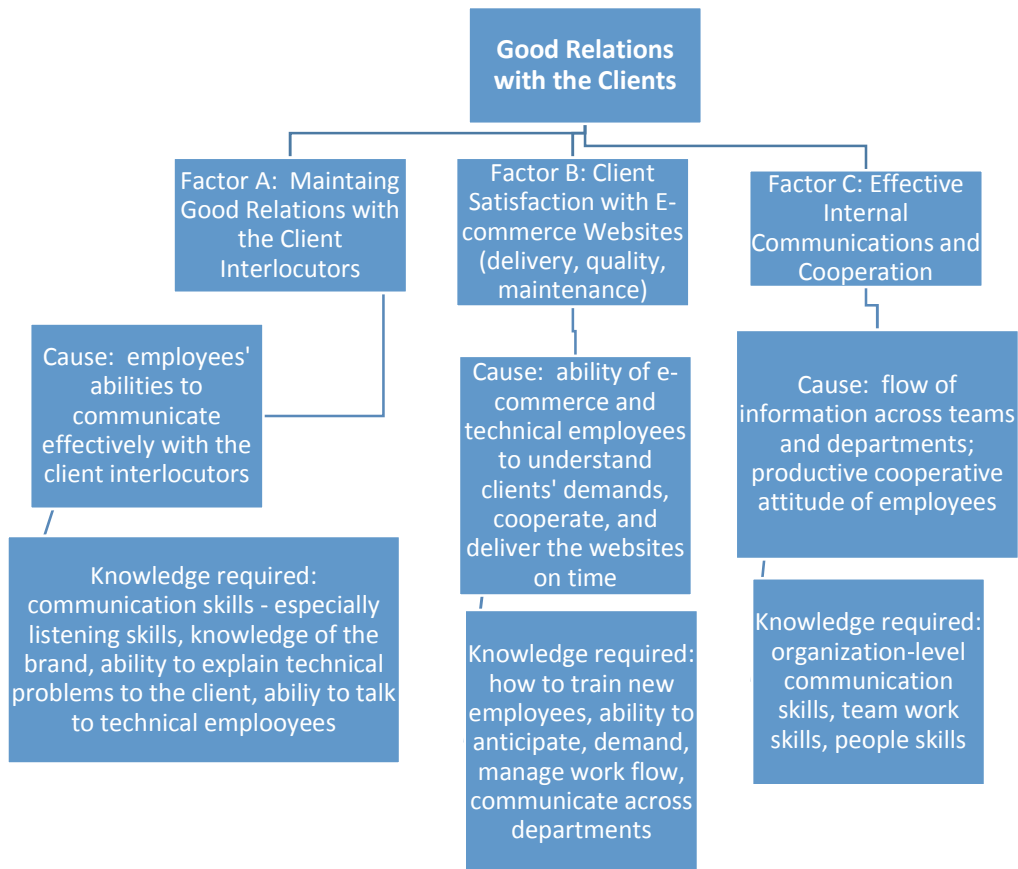 Good Relations
with the Clients
Factor A:  Maintaing
Good Relations with
the Client
Interlocutors
Factor B: Client
Satisfaction with E-
commerce Websites
(delivery, quality,
maintenance)
Factor C: Effective
Internal
Communications and
Cooperation
Cause:  employees'
abilities to
communicate
effectively with the
client interlocutors
Cause:  ability of e-
commerce and
technical employees
to understand
clients' demands,
cooperate, and
deliver the websites
on time
Cause:  flow of
information across teams
and departments;
productive cooperative
attitude of employees
Knowledge required:
communication skills - especially
listening skills, knowledge of the
brand, ability to explain technical
problems to the client, abiliy to talk
to technical emplooyees
Knowledge required:
how to train new
employees, ability to
anticipate, demand,
manage work flow,
communicate across
departments
Knowledge required:
organization-level
communication
skills, team work
skills, people skills